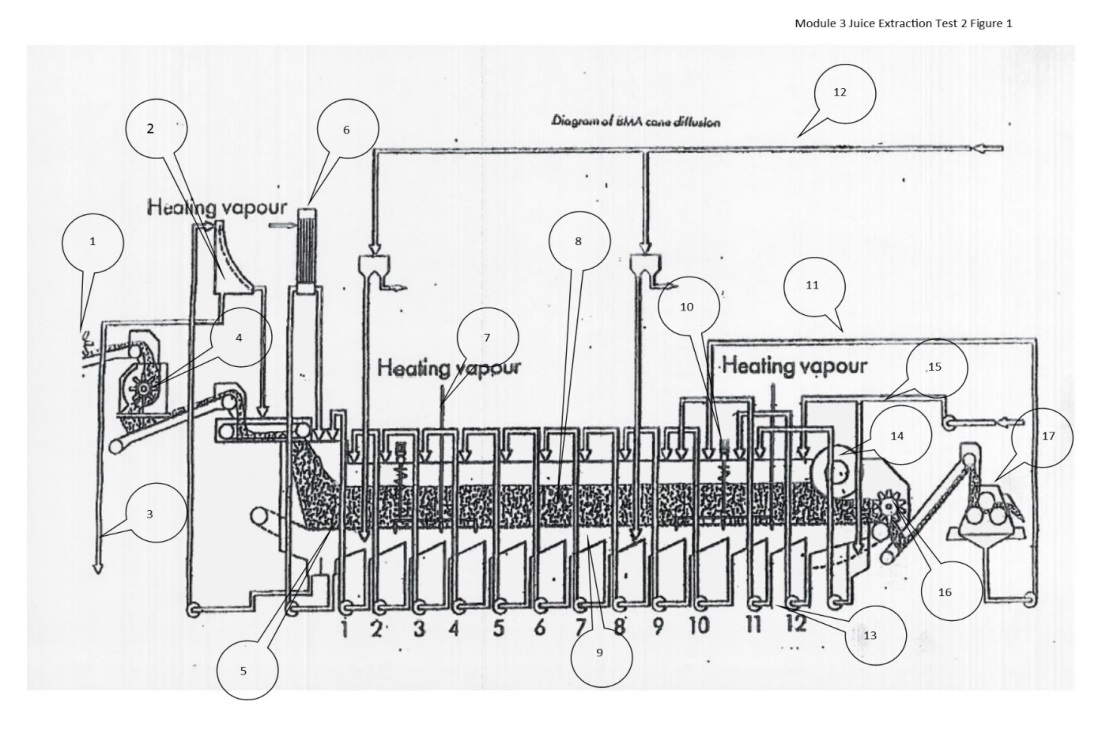 Module 3 Juice Extraction Test 2 Figure 1
12
Diagram of BMA cane diffusion
2
6
Heating vapour
1
8
11
10
4
7
Heating vapour
Heating vapour
15
14
17
3
16
1 2 3 4 5 6 7 8 9 10 11 12
13
9
5